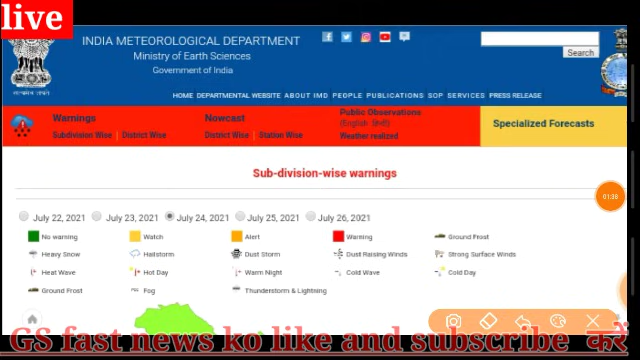 live
INDIA METEOROLOGICAL DEPARTMENT
Ministry of Earth Sciences
Government of India
Search
HOME DEPARTMENTAL WEBSITE ABOUT IMD PEOPLE PUBLICATIONS SOP SERVICES PRESS RELEASE
Warnings
Subdivision Wise | District Wise
Nowcast
District Wise | Station Wise
Public Observations
(English हिन्दी)
Weather realized
Specialized Forecasts
Sub-division-wise warnings
01:38
July 22, 2021 July 23, 2021 July 24, 2021 July 25, 2021 July 26, 2021
No warning Watch Alert Warning Ground Frost
Heavy Snow Hailstorm Dust Storm Dust Raising Winds Strong Surface Winds
Heat Wave Hot Day Warm Night Cold Wave Cold Day
Ground Frost Fog Thunderstorm & Lightning
GS fast news ko like and subscribe करें